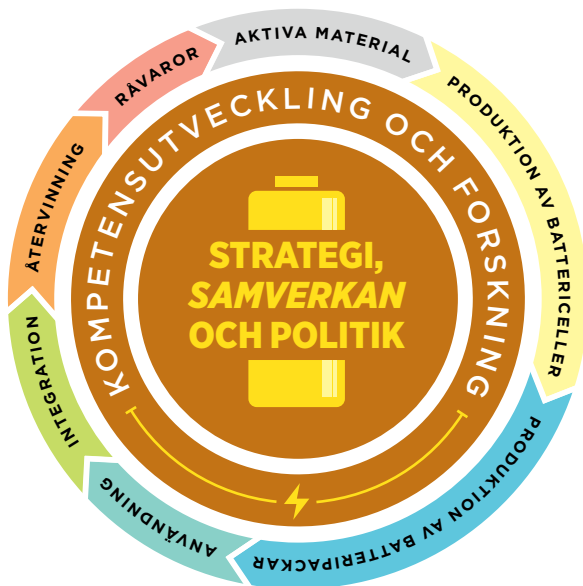 RÅVAROR
AKTIVA MATERIAL
PRODUKTION AV BATTERICELLER
PRODUKTION AV BATTERIPACKAR
ANVÄNDNING
INTEGRATION
ÅTERVINNING
KOMPETENSUTVECKLING OCH FORSKNING
STRATEGI,
SAMVERKAN
OCH POLITIK